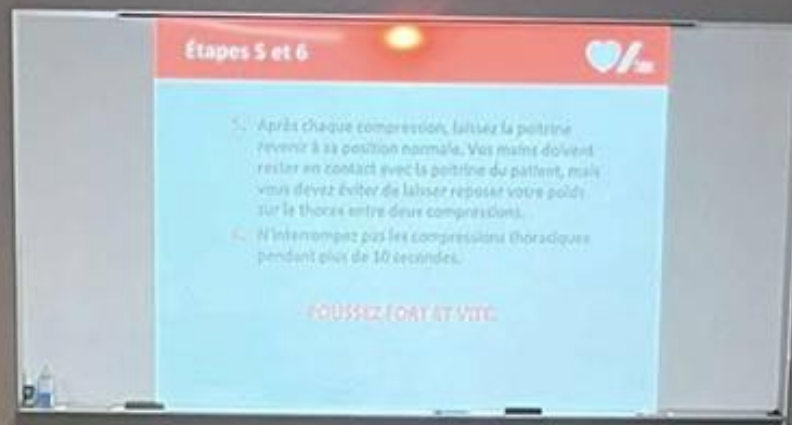 Étapes 5 et 6
5. Après chaque compression, laissez la poitrine
revenir à sa position normale. Vos mains doivent
rester en contact avec la poitrine du patient, mais
vous devez éviter de laisser reposer votre poids
sur le thorax entre deux compressions.
6. N'interrompez pas les compressions thoraciques
pendant plus de 10 secondes.
POUSSEZ FORT ET VITE.